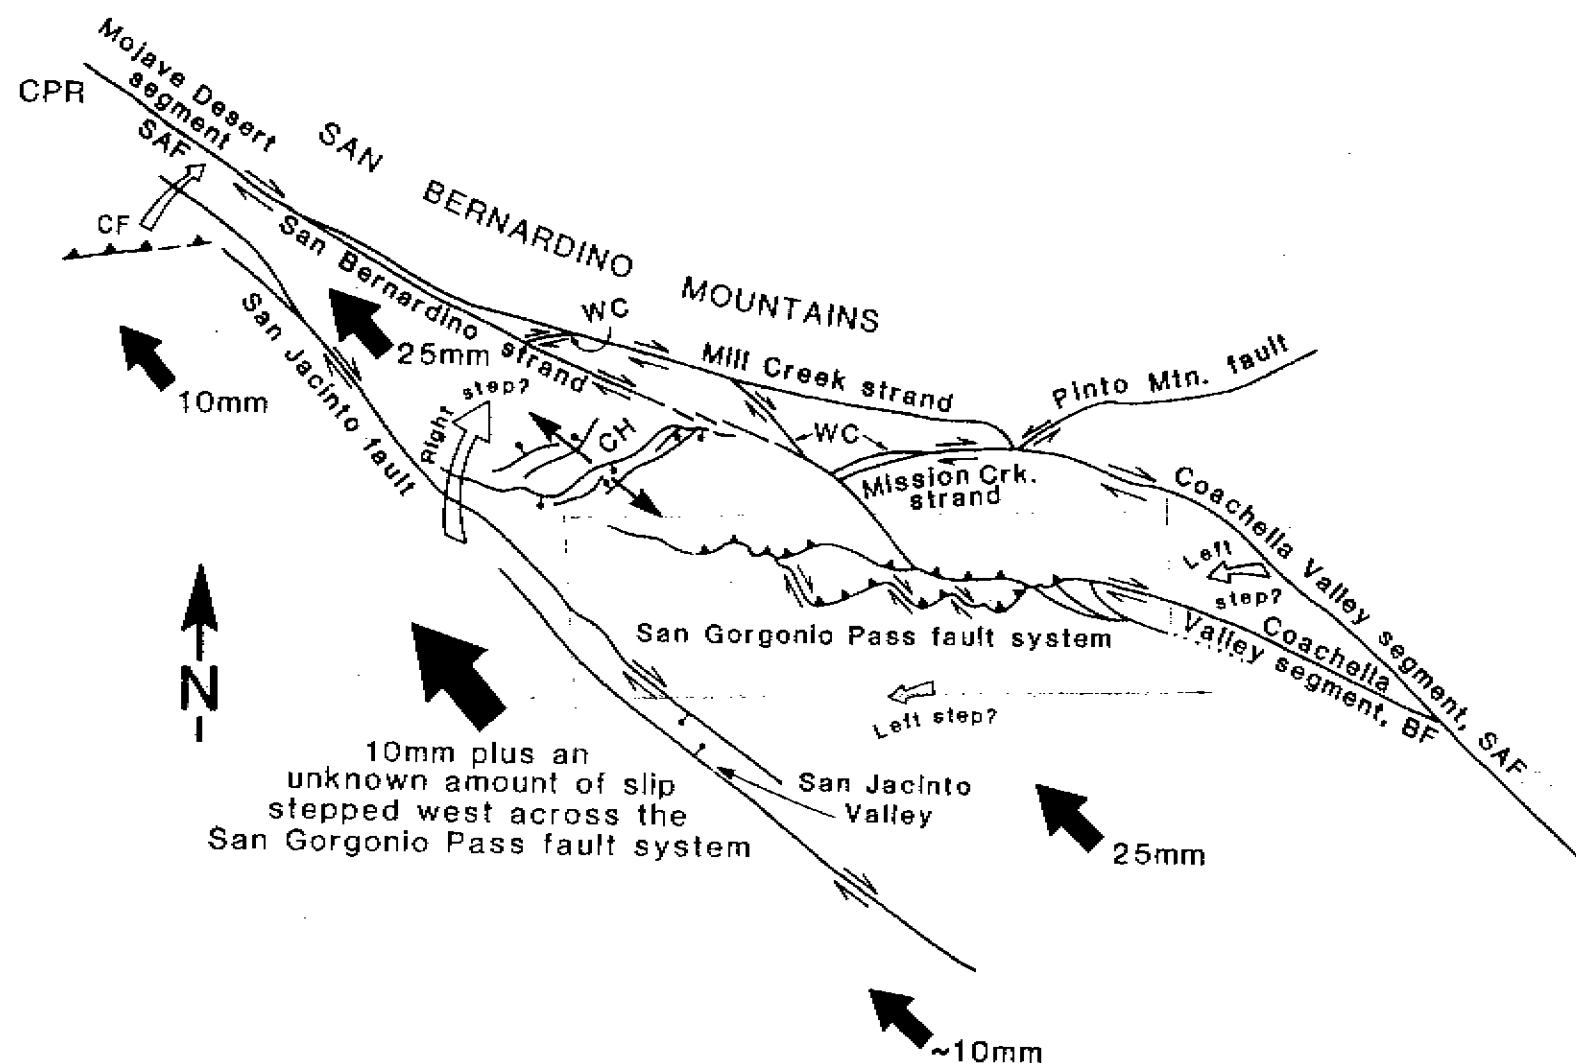 Mojave Desert
segment
SAF
CPR
SAN
BERNARDINO
MOUNTAINS
CF
San Bernardino strand
WC
25mm
10mm
San Jacinto fault
Right step?
CH
Mill Creek strand
Pinto Mtn. fault
WC
Mission Crk.
strand
Coachella Valley segment, SAF
Left
step?
Coachella
Valley segment, BF
San Gorgonio Pass fault system
Left step?
N
10mm plus an
unknown amount of slip
stepped west across the
San Gorgonio Pass fault system
San Jacinto
Valley
25mm
~10mm